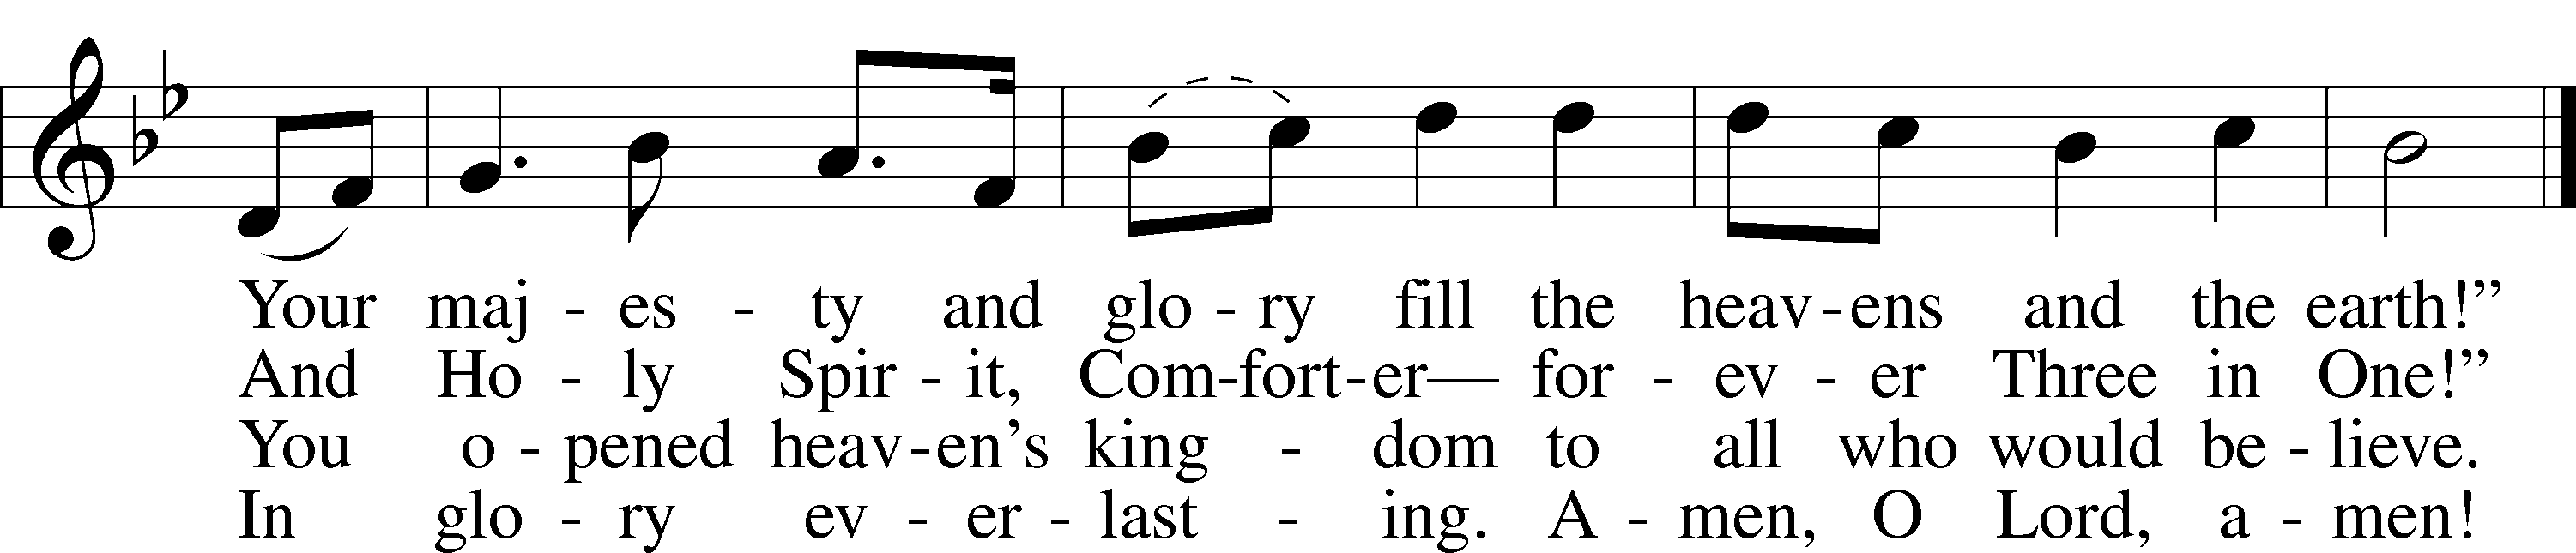 Your maj - es - ty and glo - ry fill the heav - ens and the earth!”
And Ho - ly Spir - it, Com - fort - er— for - ev - er Three in One!”
You o - pened heav - en’s king - dom to all who would be - lieve.
In glo - ry ev - er - last - ing. A - men, O Lord, a - men!